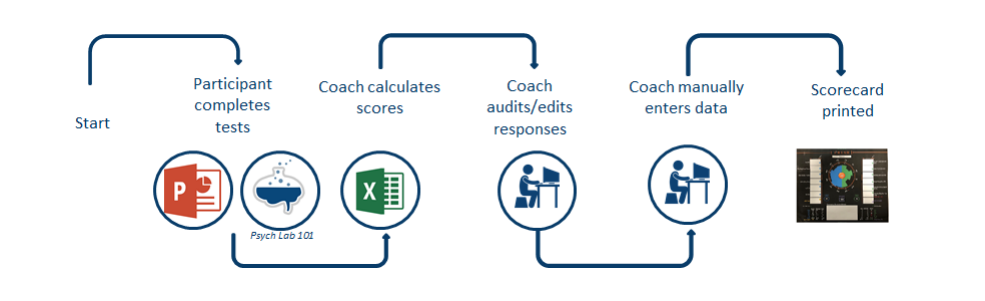 Start
Participant
completes
tests
P
Psych Lab 101
Coach calculates
scores
X
Coach
audits/edits
responses
Coach manually
enters data
Scorecard
printed